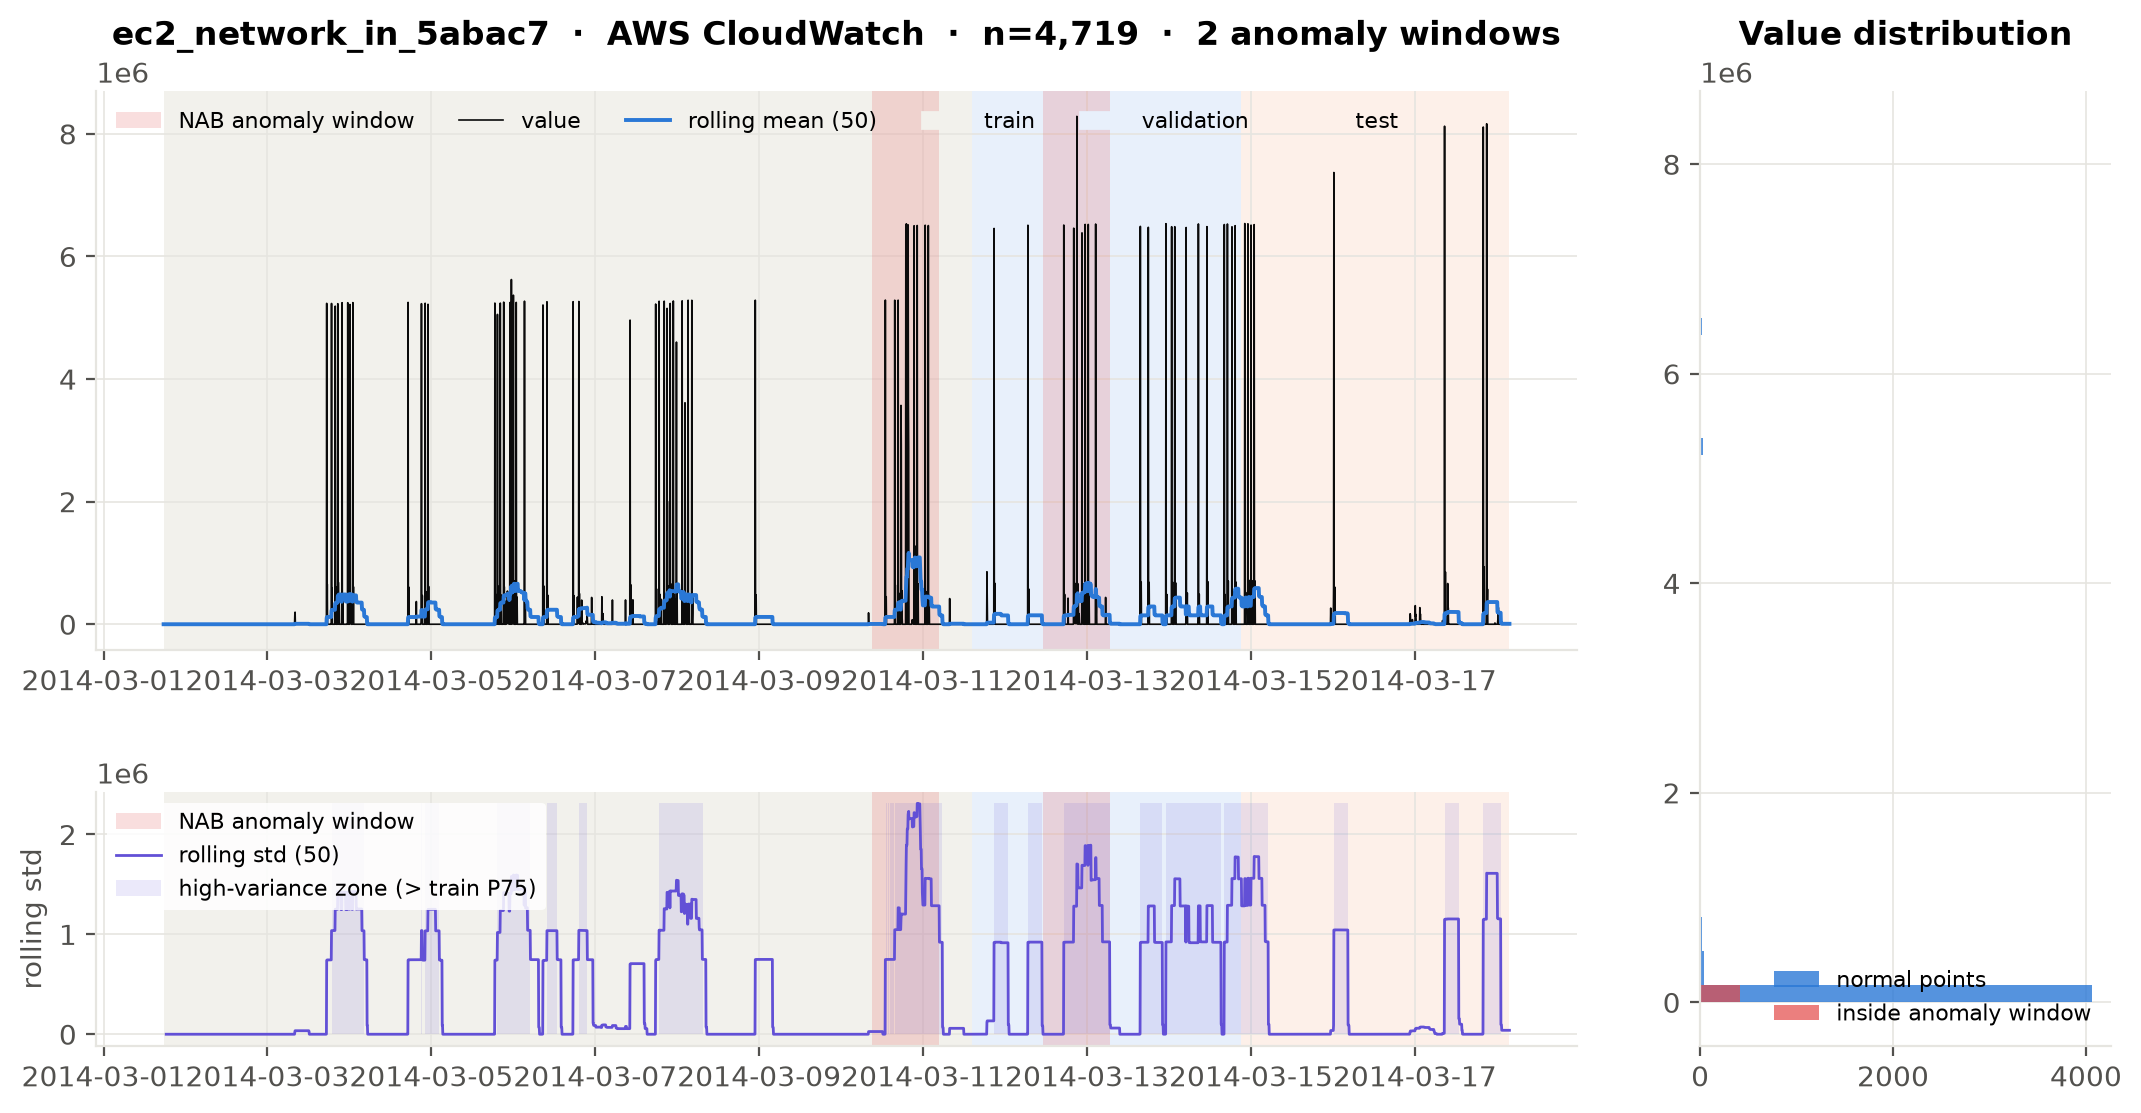 ec2_network_in_5abac7 · AWS CloudWatch · n=4,719 · 2 anomaly windows
1e6
NAB anomaly window
value
rolling mean (50)
train
validation
test
8
6
4
2
0
2014-03-01
2014-03-03
2014-03-05
2014-03-07
2014-03-09
2014-03-11
2014-03-13
2014-03-15
2014-03-17
1e6
rolling std
NAB anomaly window
rolling std (50)
high-variance zone (> train P75)
2
1
0
2014-03-01
2014-03-03
2014-03-05
2014-03-07
2014-03-09
2014-03-11
2014-03-13
2014-03-15
2014-03-17
Value distribution
1e6
8
6
4
2
0
normal points
inside anomaly window
0
2000
4000